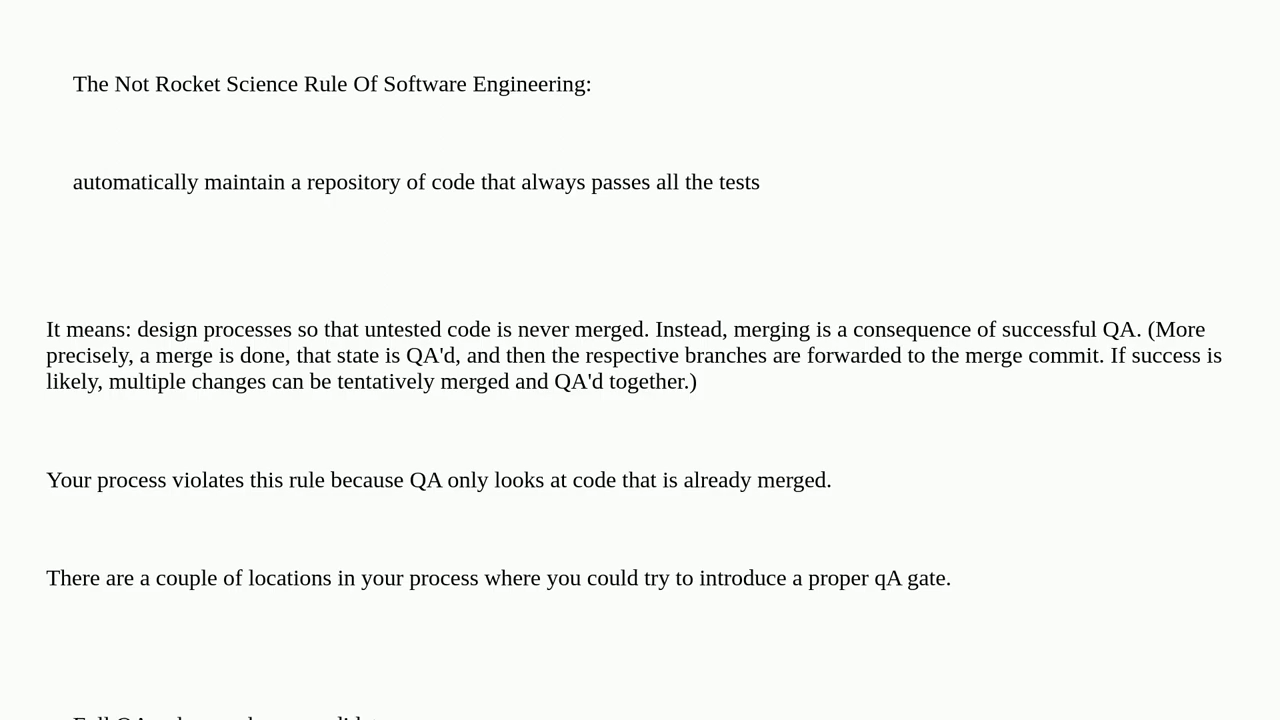 The Not Rocket Science Rule Of Software Engineering:
automatically maintain a repository of code that always passes all the tests
It means: design processes so that untested code is never merged. Instead, merging is a consequence of successful QA. (More
precisely, a merge is done, that state is QA'd, and then the respective branches are forwarded to the merge commit. If success is
likely, multiple changes can be tentatively merged and QA'd together.)
Your process violates this rule because QA only looks at code that is already merged.
There are a couple of locations in your process where you could try to introduce a proper qA gate.